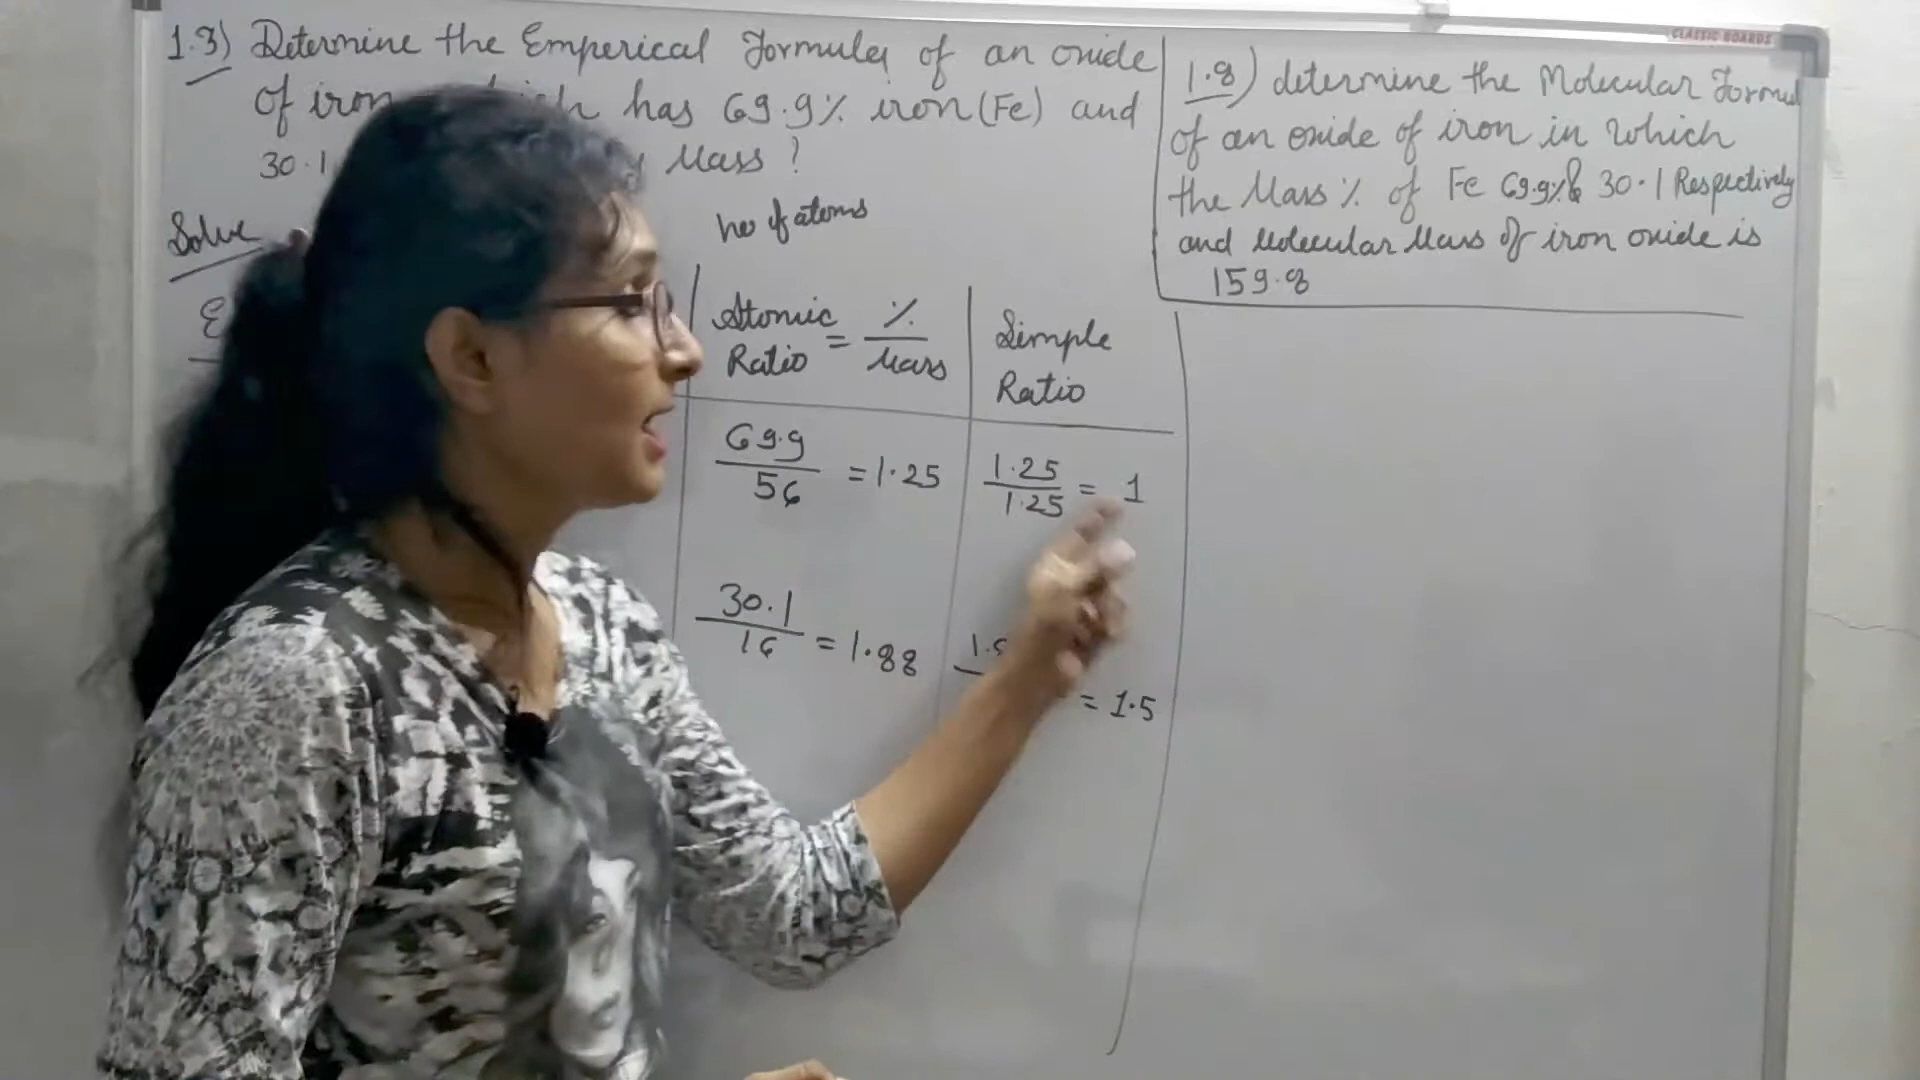 1.3) Determine the Emperical Formula of an oxide
of iron which has 69.9% iron (Fe) and
30.1 Mass ?
Solve
no of atoms
Atomic Ratio = % / Mass
Simple Ratio
69.9 / 56 = 1.25
1.25 / 1.25 = 1
30.1 / 16 = 1.88
= 1.5
CLASSIC BOARDS
1.8) determine the Molecular Formul
of an oxide of iron in which
the Mass % of Fe 69.9% & 30.1 Respectively
and Molecular Mass of iron oxide is
159.8